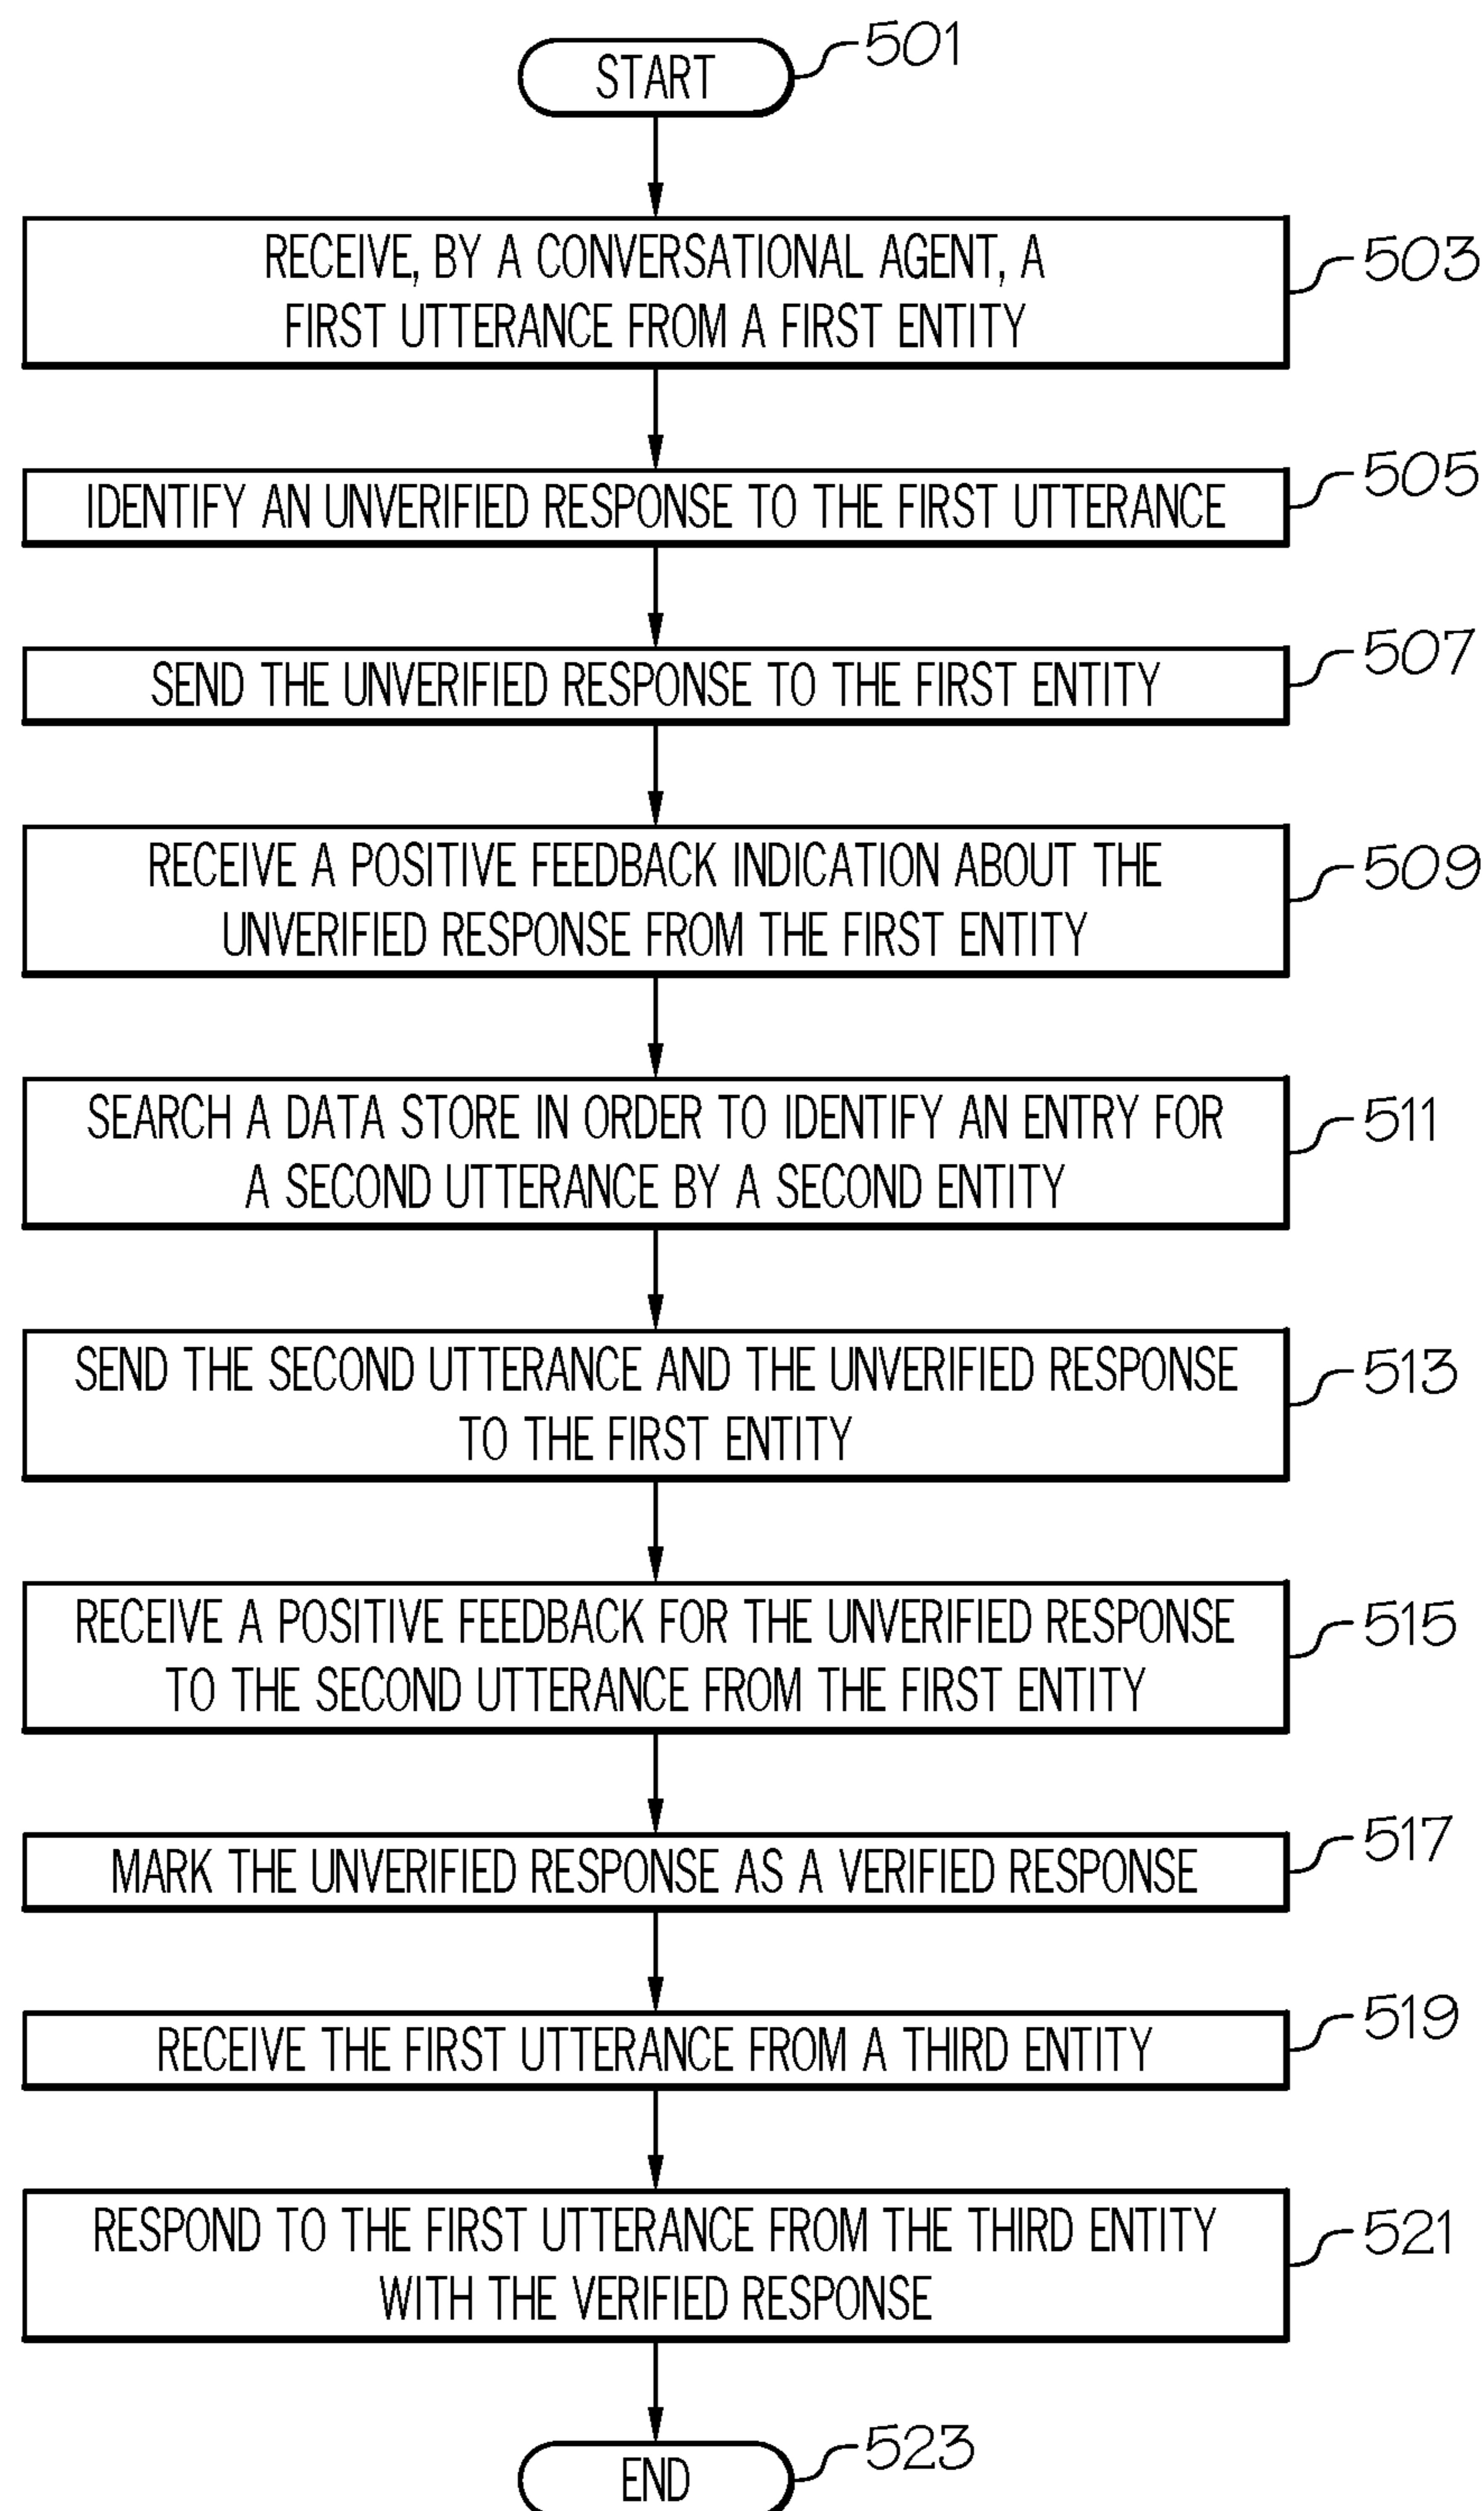 START
501
RECEIVE, BY A CONVERSATIONAL AGENT, A
FIRST UTTERANCE FROM A FIRST ENTITY
503
IDENTIFY AN UNVERIFIED RESPONSE TO THE FIRST UTTERANCE
505
SEND THE UNVERIFIED RESPONSE TO THE FIRST ENTITY
507
RECEIVE A POSITIVE FEEDBACK INDICATION ABOUT THE
UNVERIFIED RESPONSE FROM THE FIRST ENTITY
509
SEARCH A DATA STORE IN ORDER TO IDENTIFY AN ENTRY FOR
A SECOND UTTERANCE BY A SECOND ENTITY
511
SEND THE SECOND UTTERANCE AND THE UNVERIFIED RESPONSE
TO THE FIRST ENTITY
513
RECEIVE A POSITIVE FEEDBACK FOR THE UNVERIFIED RESPONSE
TO THE SECOND UTTERANCE FROM THE FIRST ENTITY
515
MARK THE UNVERIFIED RESPONSE AS A VERIFIED RESPONSE
517
RECEIVE THE FIRST UTTERANCE FROM A THIRD ENTITY
519
RESPOND TO THE FIRST UTTERANCE FROM THE THIRD ENTITY
WITH THE VERIFIED RESPONSE
521
END
523